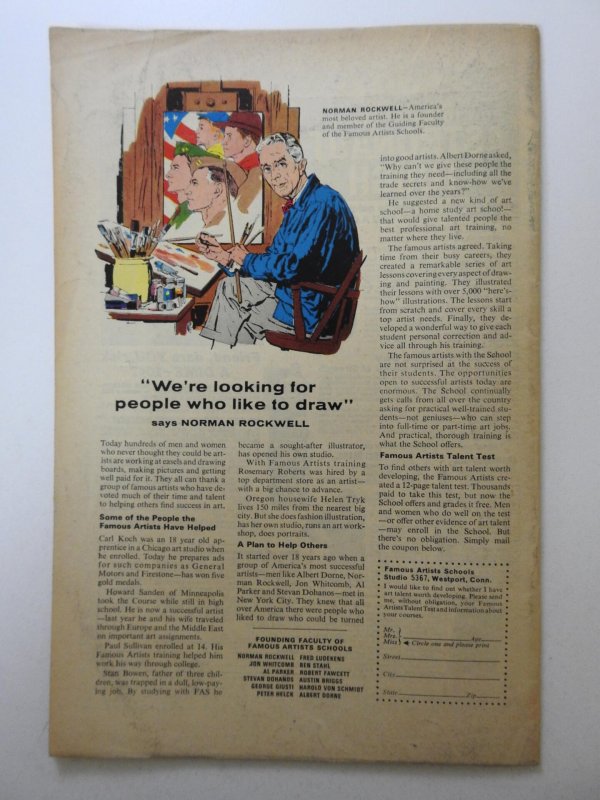 NORMAN ROCKWELL—America's
most beloved artist. He is a founder
and member of the Guiding Faculty
of the Famous Artists Schools.
"We're looking for
people who like to draw"
says NORMAN ROCKWELL
Today hundreds of men and women
who never thought they could be art-
ists are working at easels and drawing
boards, making pictures and getting
well paid for it. They all can thank a
group of famous artists who have de-
voted much of their time and talent
to helping others find success in art.
Some of the People the
Famous Artists Have Helped
Carl Koch was an 18 year old ap-
prentice in a Chicago art studio when
he enrolled. Today he prepares ads
for such companies as General
Motors and Firestone—has won five
gold medals.
Howard Sanden of Minneapolis
took the Course while still in high
school. He is now a successful artist
—last year he and his wife traveled
through Europe and the Middle East
on important art assignments.
Paul Sullivan enrolled at 14. His
Famous Artists training helped him
work his way through college.
Stan Bowen, father of three chil-
dren, was trapped in a dull, low-pay-
ing job. By studying with FAS he
became a sought-after illustrator,
has opened his own studio.
With Famous Artists training
Rosemary Roberts was hired by a
top department store as an artist—
with a big chance to advance.
Oregon housewife Helen Tryk
lives 150 miles from the nearest big
city. But she does fashion illustration,
has her own studio, runs an art work-
shop, does portraits.
A Plan to Help Others
It started over 18 years ago when a
group of America's most successful
artists—men like Albert Dorne, Nor-
man Rockwell, Jon Whitcomb, Al
Parker and Stevan Dohanos—met in
New York City. They knew that all
over America there were people who
liked to draw who could be turned
FOUNDING FACULTY OF
FAMOUS ARTISTS SCHOOLS
NORMAN ROCKWELL FRED LUDEKENS
JON WHITCOMB BEN STAHL
AL PARKER ROBERT FAWCETT
STEVAN DOHANOS AUSTIN BRIGGS
GEORGE GIUSTI HAROLD VON SCHMIDT
PETER HELCK ALBERT DORNE
into good artists. Albert Dorne asked,
"Why can't we give these people the
training they need—including all the
trade secrets and know-how we've
learned over the years?"
He suggested a new kind of art
school—a home study art school—
that would give talented people the
best professional art training, no
matter where they live.
The famous artists agreed. Taking
time from their busy careers, they
created a remarkable series of art
lessons covering every aspect of draw-
ing and painting. They illustrated
their lessons with over 5,000 "here's-
how" illustrations. The lessons start
from scratch and cover every skill a
top artist needs. Finally, they de-
veloped a wonderful way to give each
student personal correction and ad-
vice all through his training.
The famous artists with the School
are not surprised at the success of
their students. The opportunities
open to successful artists today are
enormous. The School continually
gets calls from all over the country
asking for practical well-trained stu-
dents—not geniuses—who can step
into full-time or part-time art jobs.
And practical, thorough training is
what the School offers.
Famous Artists Talent Test
To find others with art talent worth
developing, the Famous Artists cre-
ated a 12-page talent test. Thousands
paid to take this test, but now the
School offers and grades it free. Men
and women who do well on the test
—or offer other evidence of art talent
—may enroll in the School. But
there's no obligation. Simply mail
the coupon below.
Famous Artists Schools
Studio 5367, Westport, Conn.
I would like to find out whether I have
art talent worth developing. Please send
me, without obligation, your Famous
Artists Talent Test and information about
your courses.
Mr.
Mrs. Age
Miss Circle one and please print
Street
City
State Zip